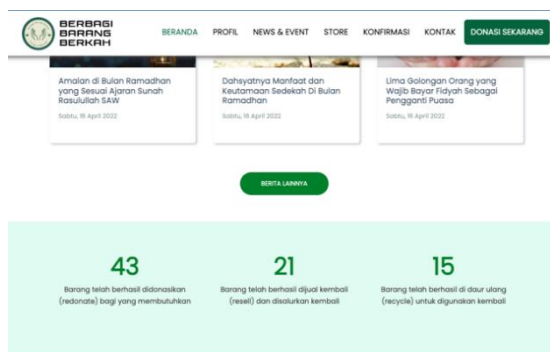 BERBAGI
BARANG
BERKAH
BERANDA PROFIL NEWS & EVENT STORE KONFIRMASI KONTAK DONASI SEKARANG
Amalan di Bulan Ramadhan
yang Sesuai Ajaran Sunah
Rasulullah SAW
Sabtu, 16 April 2022
Dahsyatnya Manfaat dan
Keutamaan Sedekah Di Bulan
Ramadhan
Sabtu, 16 April 2022
Lima Golongan Orang yang
Wajib Bayar Fidyah Sebagai
Pengganti Puasa
Sabtu, 16 April 2022
BERITA LAINNYA
43
Barang telah berhasil didonasikan
(redonate) bagi yang membutuhkan
21
Barang telah berhasil dijual kembali
(resell) dan disalurkan kembali
15
Barang telah berhasil di daur ulang
(recycle) untuk digunakan kembali